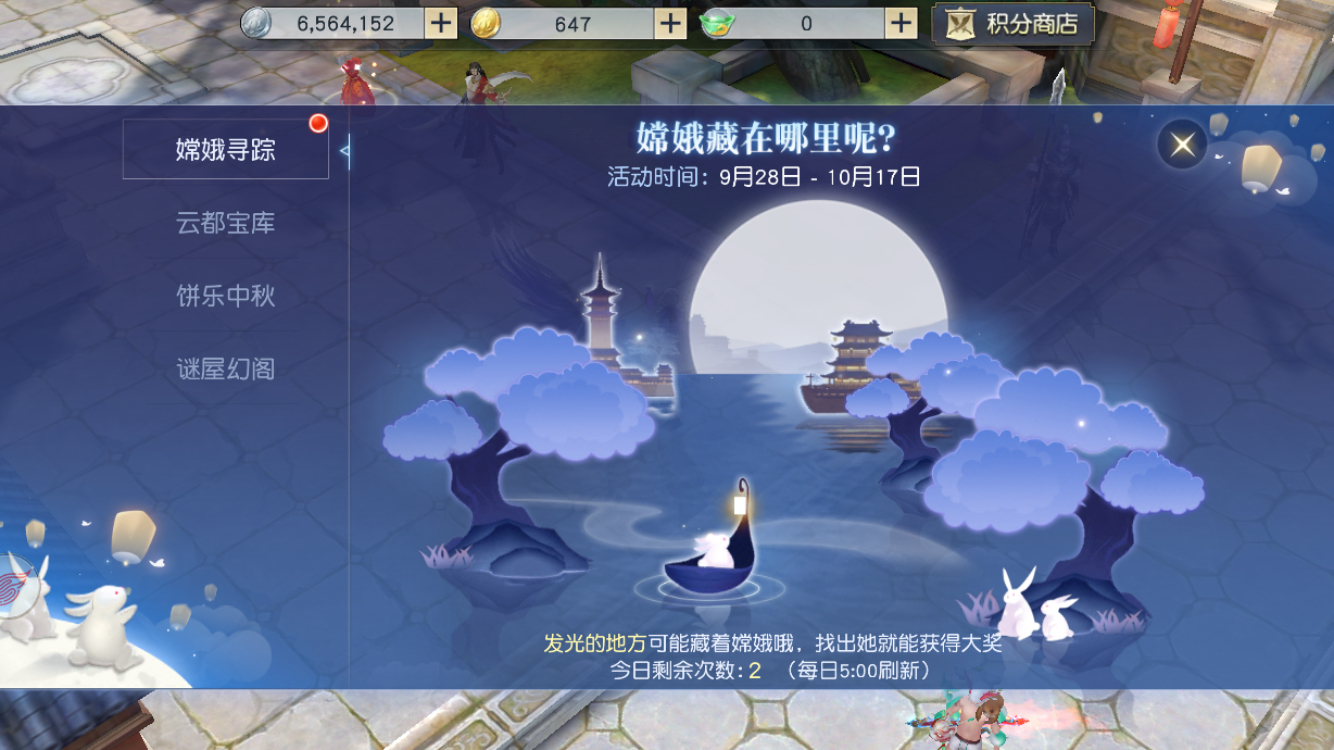 6,564,152
647
0
积分商店
嫦娥寻踪
云都宝库
饼乐中秋
谜屋幻阁
嫦娥藏在哪里呢?
活动时间：9月28日 - 10月17日
发光的地方可能藏着嫦娥哦，找出她就能获得大奖
今日剩余次数:2 （每日5:00刷新）